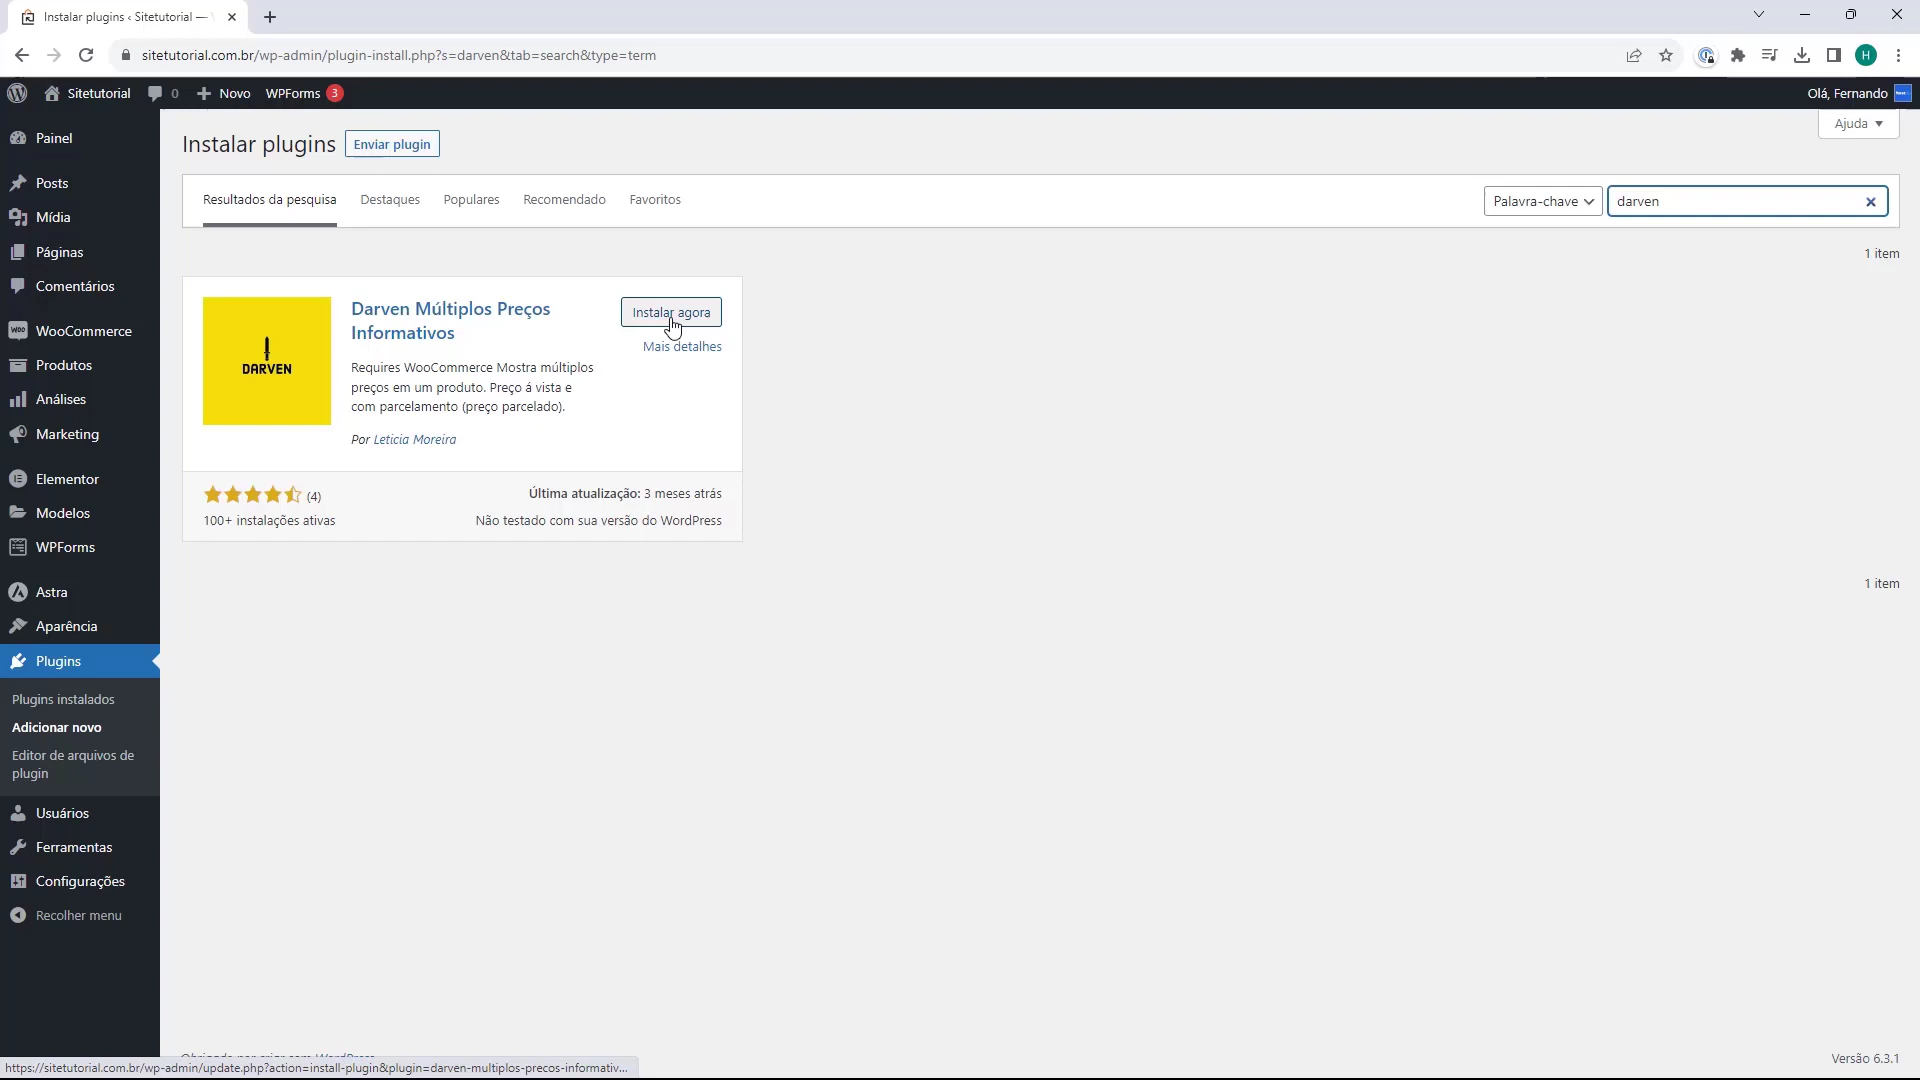 Instalar plugins ‹ Sitetutorial — 
sitetutorial.com.br/wp-admin/plugin-install.php?s=darven&tab=search&type=term
H
Sitetutorial
0
Novo
WPForms 3
Olá, Fernando
Painel
Posts
Mídia
Páginas
Comentários
WooCommerce
Produtos
Análises
Marketing
Elementor
Modelos
WPForms
Astra
Aparência
Plugins
Plugins instalados
Adicionar novo
Editor de arquivos de
plugin
Usuários
Ferramentas
Configurações
Recolher menu
Instalar plugins
Enviar plugin
Ajuda
Resultados da pesquisa
Destaques
Populares
Recomendado
Favoritos
Palavra-chave
darven
1 item
DARVEN
Darven Múltiplos Preços
Informativos
Instalar agora
Mais detalhes
Requires WooCommerce Mostra múltiplos
preços em um produto. Preço á vista e
com parcelamento (preço parcelado).
Por Leticia Moreira
(4)
Última atualização: 3 meses atrás
100+ instalações ativas
Não testado com sua versão do WordPress
1 item
Versão 6.3.1
https://sitetutorial.com.br/wp-admin/update.php?action=install-plugin&plugin=darven-multiplos-precos-informativ...